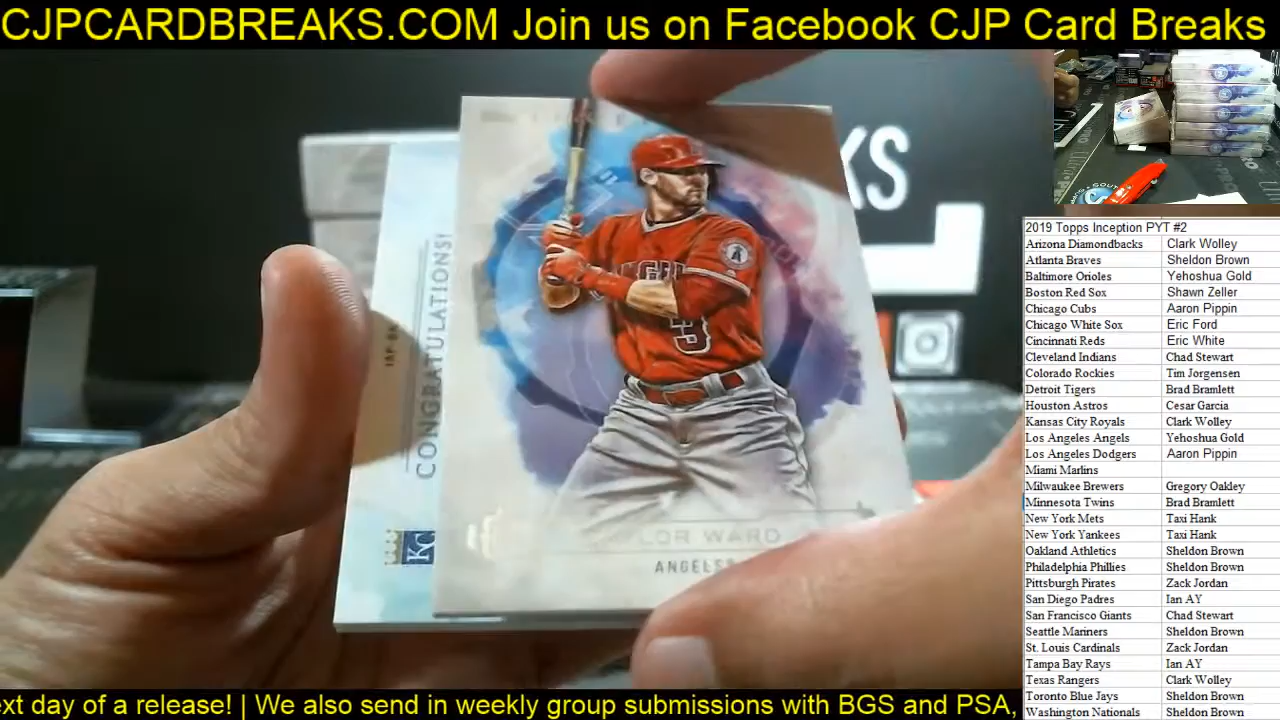 CJPCARDBREAKS.COM Join us on Facebook CJP Card Breaks
KS
CONGRATULATIONS!
KC
A
3
WARD
ANGELS
2019 Topps Inception PYT #2
Arizona Diamondbacks Clark Wolley
Atlanta Braves Sheldon Brown
Baltimore Orioles Yehoshua Gold
Boston Red Sox Shawn Zeller
Chicago Cubs Aaron Pippin
Chicago White Sox Eric Ford
Cincinnati Reds Eric White
Cleveland Indians Chad Stewart
Colorado Rockies Tim Jorgensen
Detroit Tigers Brad Bramlett
Houston Astros Cesar Garcia
Kansas City Royals Clark Wolley
Los Angeles Angels Yehoshua Gold
Los Angeles Dodgers Aaron Pippin
Miami Marlins
Milwaukee Brewers Gregory Oakley
Minnesota Twins Brad Bramlett
New York Mets Taxi Hank
New York Yankees Taxi Hank
Oakland Athletics Sheldon Brown
Philadelphia Phillies Sheldon Brown
Pittsburgh Pirates Zack Jordan
San Diego Padres Ian AY
San Francisco Giants Chad Stewart
Seattle Mariners Sheldon Brown
St. Louis Cardinals Zack Jordan
Tampa Bay Rays Ian AY
Texas Rangers Clark Wolley
Toronto Blue Jays Sheldon Brown
Washington Nationals Sheldon Brown
ext day of a release! | We also send in weekly group submissions with BGS and PSA,